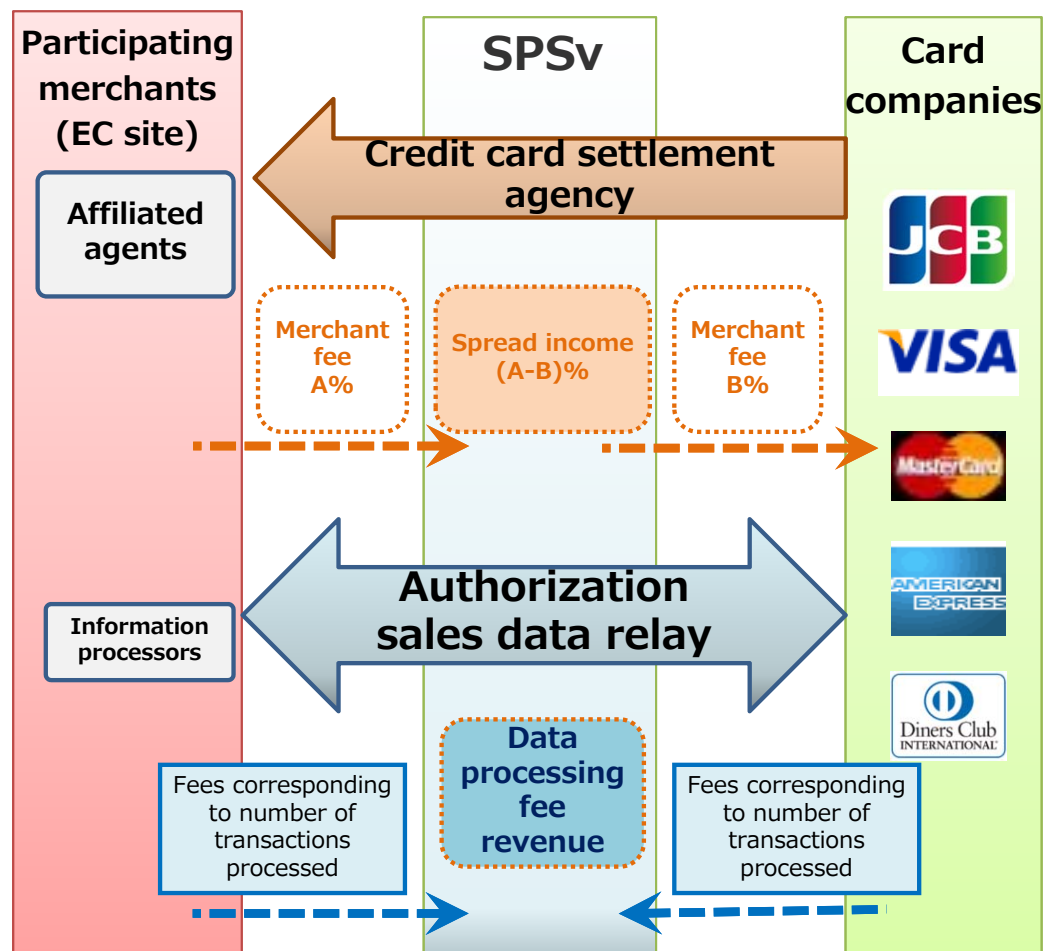 Participating
merchants
(EC site)
SPSv
Card
companies
Credit card settlement
agency
Affiliated
agents
JCB
Merchant
fee
A%
Spread income
(A-B)%
Merchant
fee
B%
VISA
MasterCard
Authorization
sales data relay
AMERICAN
EXPRESS
Information
processors
Diners Club
INTERNATIONAL
Data
processing
fee
revenue
Fees corresponding
to number of
transactions
processed
Fees corresponding
to number of
transactions
processed